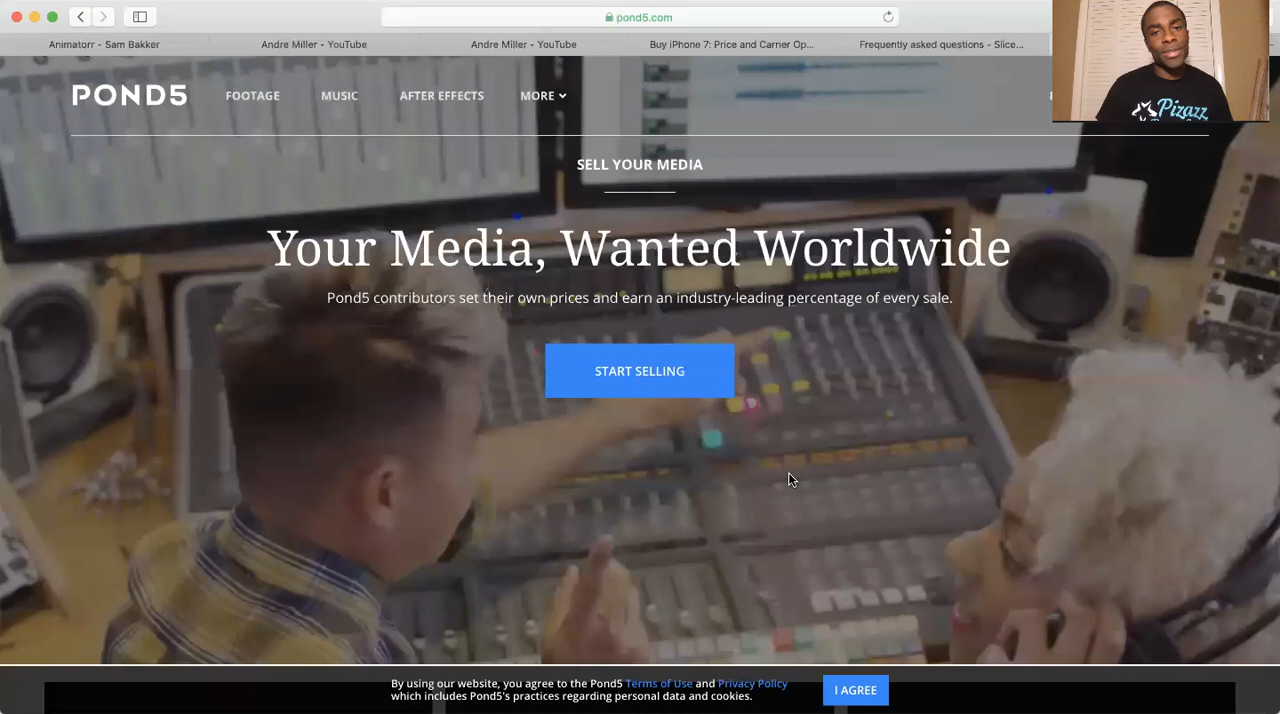 pond5.com
Animatorr - Sam Bakker
Andre Miller - YouTube
Andre Miller - YouTube
Buy iPhone 7: Price and Carrier Op...
Frequently asked questions - Slice...
POND5
FOOTAGE
MUSIC
AFTER EFFECTS
MORE
Pizazz
SELL YOUR MEDIA
Your Media, Wanted Worldwide
Pond5 contributors set their own prices and earn an industry-leading percentage of every sale.
START SELLING
By using our website, you agree to the Pond5 Terms of Use and Privacy Policy
which includes Pond5's practices regarding personal data and cookies.
I AGREE